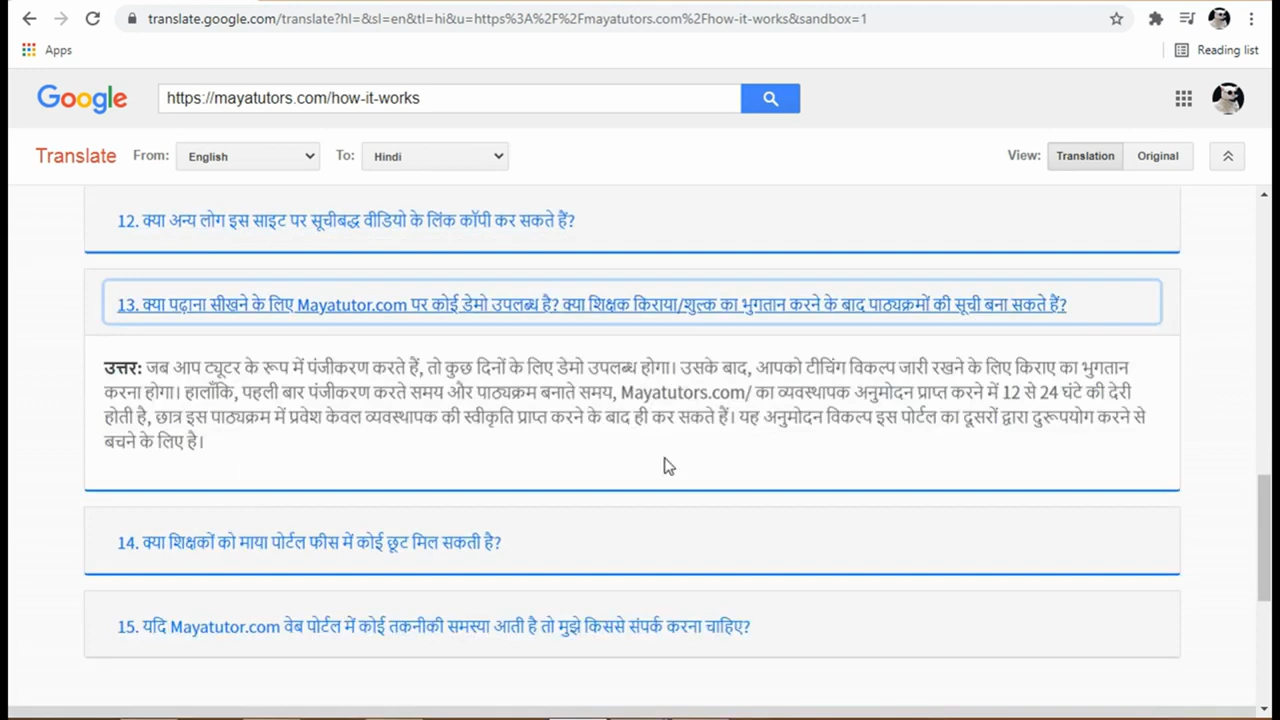 translate.google.com/translate?hl=&sl=en&tl=hi&u=https%3A%2F%2Fmayatutors.com%2Fhow-it-works&sandbox=1
Apps
Reading list
Google
https://mayatutors.com/how-it-works
Translate From: English To: Hindi View: Translation Original
12. क्या अन्य लोग इस साइट पर सूचीबद्ध वीडियो के लिंक कॉपी कर सकते हैं?
13. क्या पढ़ाना सीखने के लिए Mayatutor.com पर कोई डेमो उपलब्ध है? क्या शिक्षक किराया/शुल्क का भुगतान करने के बाद पाठ्यक्रमों की सूची बना सकते हैं?
उत्तर: जब आप ट्यूटर के रूप में पंजीकरण करते हैं, तो कुछ दिनों के लिए डेमो उपलब्ध होगा। उसके बाद, आपको टीचिंग विकल्प जारी रखने के लिए किराए का भुगतान
करना होगा। हालाँकि, पहली बार पंजीकरण करते समय और पाठ्यक्रम बनाते समय, Mayatutors.com/ का व्यवस्थापक अनुमोदन प्राप्त करने में 12 से 24 घंटे की देरी
होती है, छात्र इस पाठ्यक्रम में प्रवेश केवल व्यवस्थापक की स्वीकृति प्राप्त करने के बाद ही कर सकते हैं। यह अनुमोदन विकल्प इस पोर्टल का दूसरों द्वारा दुरूपयोग करने से
बचने के लिए है।
14. क्या शिक्षकों को माया पोर्टल फीस में कोई छूट मिल सकती है?
15. यदि Mayatutor.com वेब पोर्टल में कोई तकनीकी समस्या आती है तो मुझे किससे संपर्क करना चाहिए?